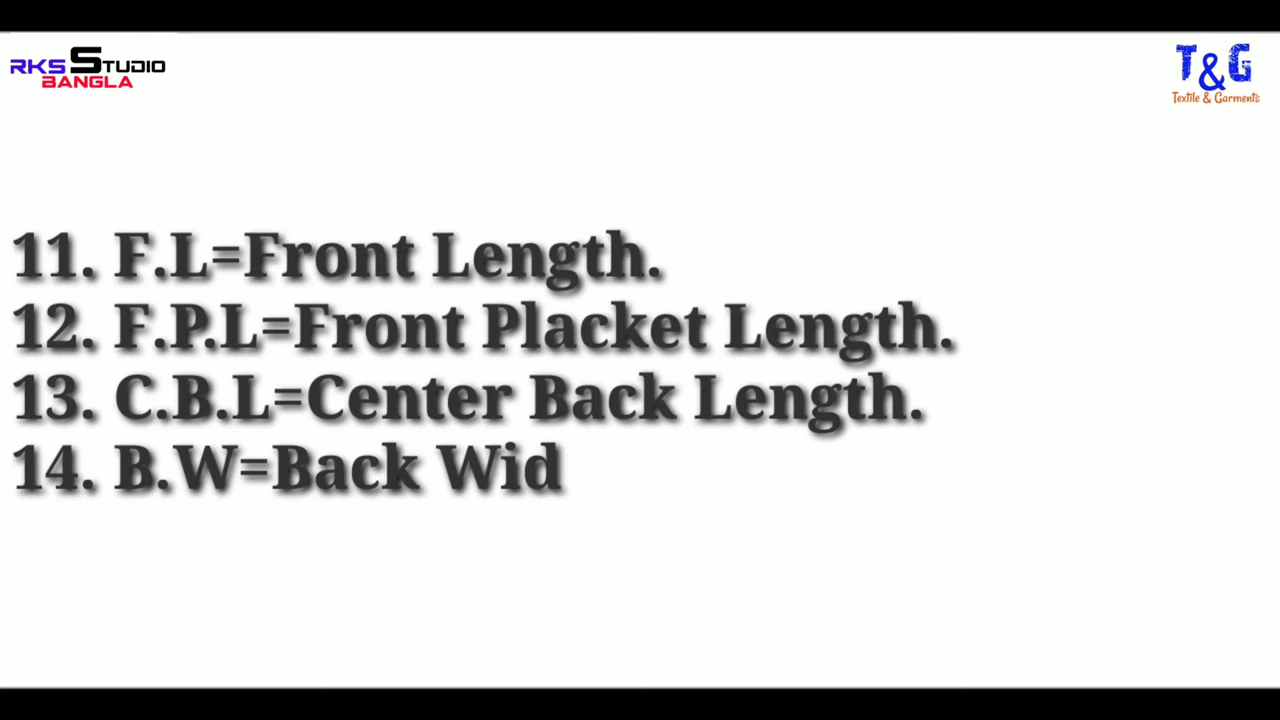 RKS STUDIO
BANGLA
T&G
Textile & Garments
11. F.L=Front Length.
12. F.P.L=Front Placket Length.
13. C.B.L=Center Back Length.
14. B.W=Back Wid